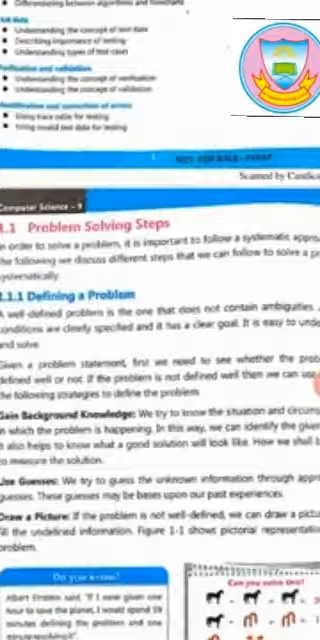 Differentiating between algorithms and flowcharts
Test data
Understanding the concept of test data
Describing importance of testing
Understanding types of test cases
Verification and validation
Understanding the concept of verification
Understanding the concept of validation
Identification and correction of errors
Using trace table for testing
Using invalid test data for testing
NOT FOR SALE - PESRP
Scanned by
Computer Science - 9
1.1 Problem Solving Steps
In order to solve a problem, it is important to follow a systematic
the following we discuss different steps that we can follow to solve a
systematically.
1.1.1 Defining a Problem
A well-defined problem is the one that does not contain ambiguities.
conditions are clearly specified and it has a clear goal. It is easy to
and solve.
Given a problem statement, first we need to see whether the
defined well or not. If the problem is not defined well then we can use
the following strategies to define the problem.
Gain Background Knowledge: We try to know the situation and
in which the problem is happening. In this way, we can identify the
It also helps to know what a good solution will look like. How we shall
to measure the solution.
Use Guesses: We try to guess the unknown information through
guesses. These guesses may be bases upon our past experiences.
Draw a Picture: If the problem is not well-defined, we can draw a
fill the undefined information. Figure 1-1 shows pictorial
problem.
Do you know?
Can you solve this?
Albert Einstein said, "If I were given one
hour to save the planet, I would spend 59
minutes defining the problem and one
minute resolving it".